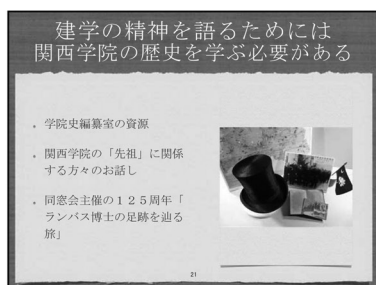 建学の精神を語るためには
関西学院の歴史を学ぶ必要がある
学院史編纂室の資源
関西学院の「先祖」に関係
する方々のお話し
同窓会主催の125周年「
ランバス博士の足跡を辿る
旅」
21